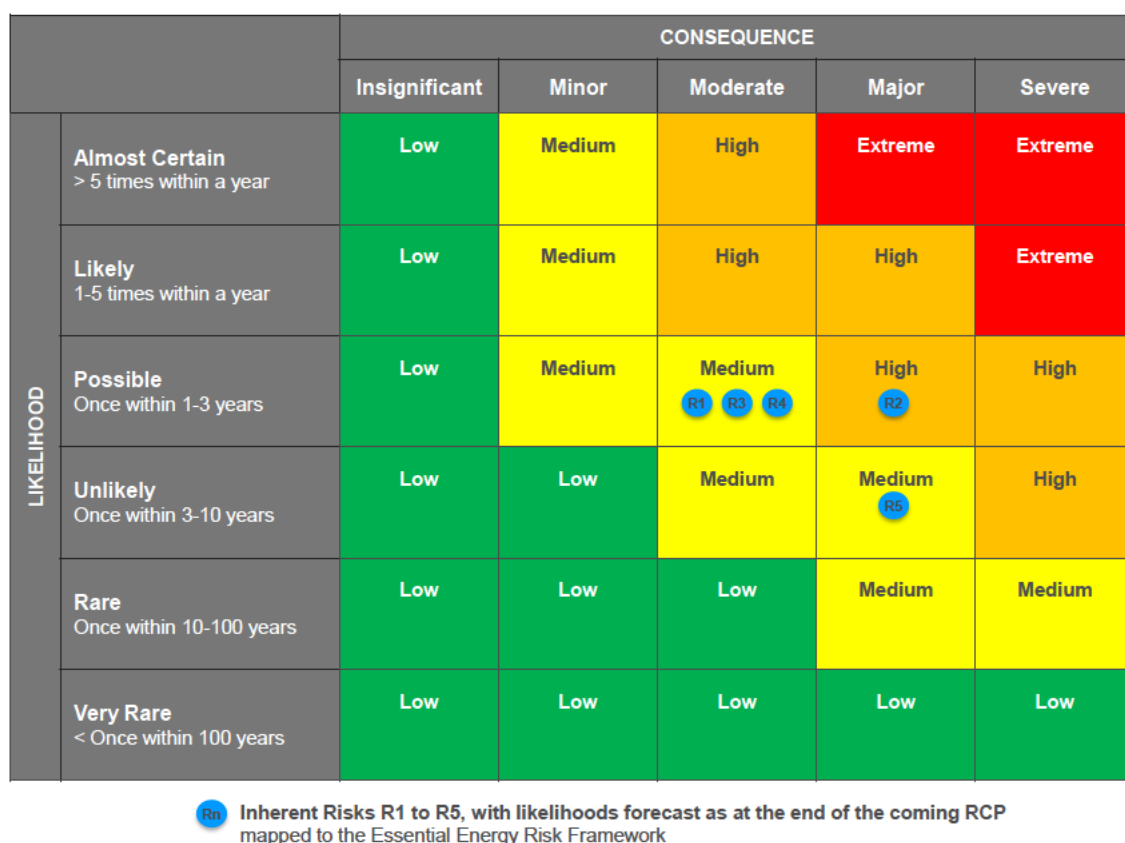 CONSEQUENCE
Insignificant Minor Moderate Major Severe
LIKELIHOOD
Almost Certain
> 5 times within a year
Low Medium High Extreme Extreme
Likely
1-5 times within a year
Low Medium High High Extreme
Possible
Once within 1-3 years
Low Medium Medium High High
R1 R3 R4 R2
Unlikely
Once within 3-10 years
Low Low Medium Medium High
R5
Rare
Once within 10-100 years
Low Low Low Medium Medium
Very Rare
< Once within 100 years
Low Low Low Low Low
Rn Inherent Risks R1 to R5, with likelihoods forecast as at the end of the coming RCP
mapped to the Essential Energy Risk Framework